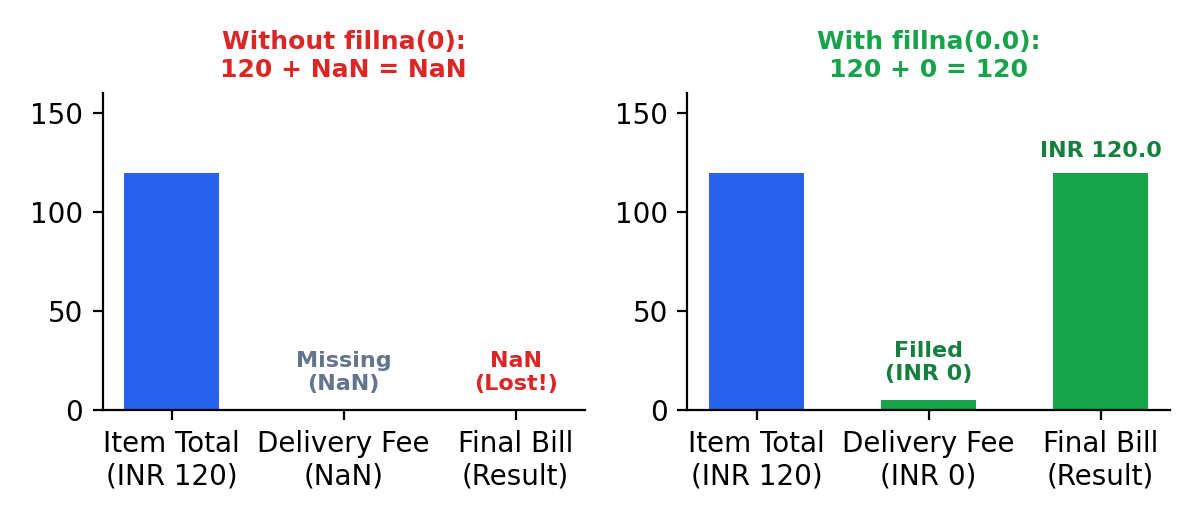 Without fillna(0):
120 + NaN = NaN
150
100
50
0
Missing
(NaN)
NaN
(Lost!)
Item Total
(INR 120)
Delivery Fee
(NaN)
Final Bill
(Result)
With fillna(0.0):
120 + 0 = 120
150
100
50
0
INR 120.0
Filled
(INR 0)
Item Total
(INR 120)
Delivery Fee
(INR 0)
Final Bill
(Result)